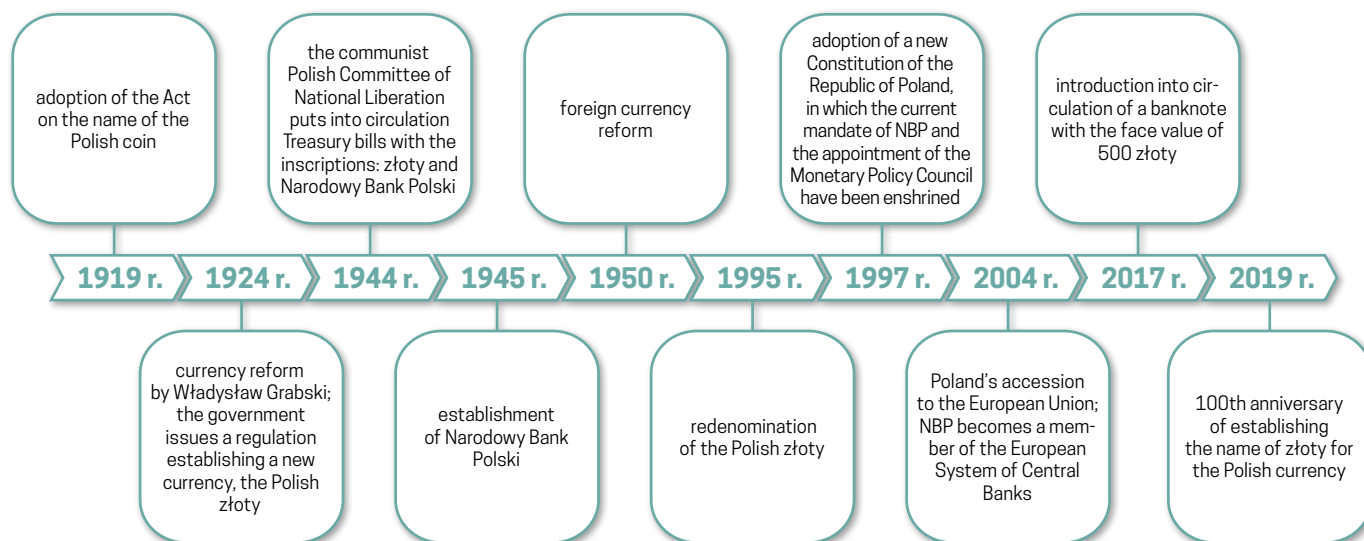 adoption of the Act
on the name of the
Polish coin
the communist
Polish Committee of
National Liberation
puts into circulation
Treasury bills with the
inscriptions: złoty and
Narodowy Bank Polski
foreign currency
reform
adoption of a new
Constitution of the
Republic of Poland,
in which the current
mandate of NBP and
the appointment of the
Monetary Policy Council
have been enshrined
introduction into cir-
culation of a banknote
with the face value of
500 złoty
1919 r. 1924 r. 1944 r. 1945 r. 1950 r. 1995 r. 1997 r. 2004 r. 2017 r. 2019 r.
currency reform
by Władysław Grabski;
the government
issues a regulation
establishing a new
currency, the Polish
złoty
establishment
of Narodowy Bank
Polski
redenomination
of the Polish złoty
Poland's accession
to the European Union;
NBP becomes a mem-
ber of the European
System of Central
Banks
100th anniversary
of establishing
the name of złoty for
the Polish currency